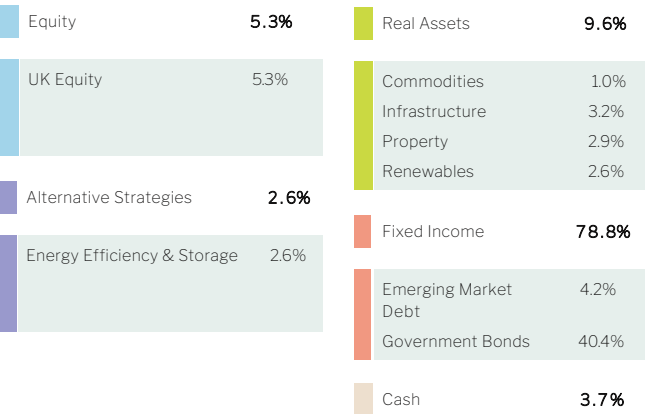 Equity 5.3%
UK Equity 5.3%
Alternative Strategies 2.6%
Energy Efficiency & Storage 2.6%
Real Assets 9.6%
Commodities 1.0%
Infrastructure 3.2%
Property 2.9%
Renewables 2.6%
Fixed Income 78.8%
Emerging Market 4.2%
Debt
Government Bonds 40.4%
Cash 3.7%